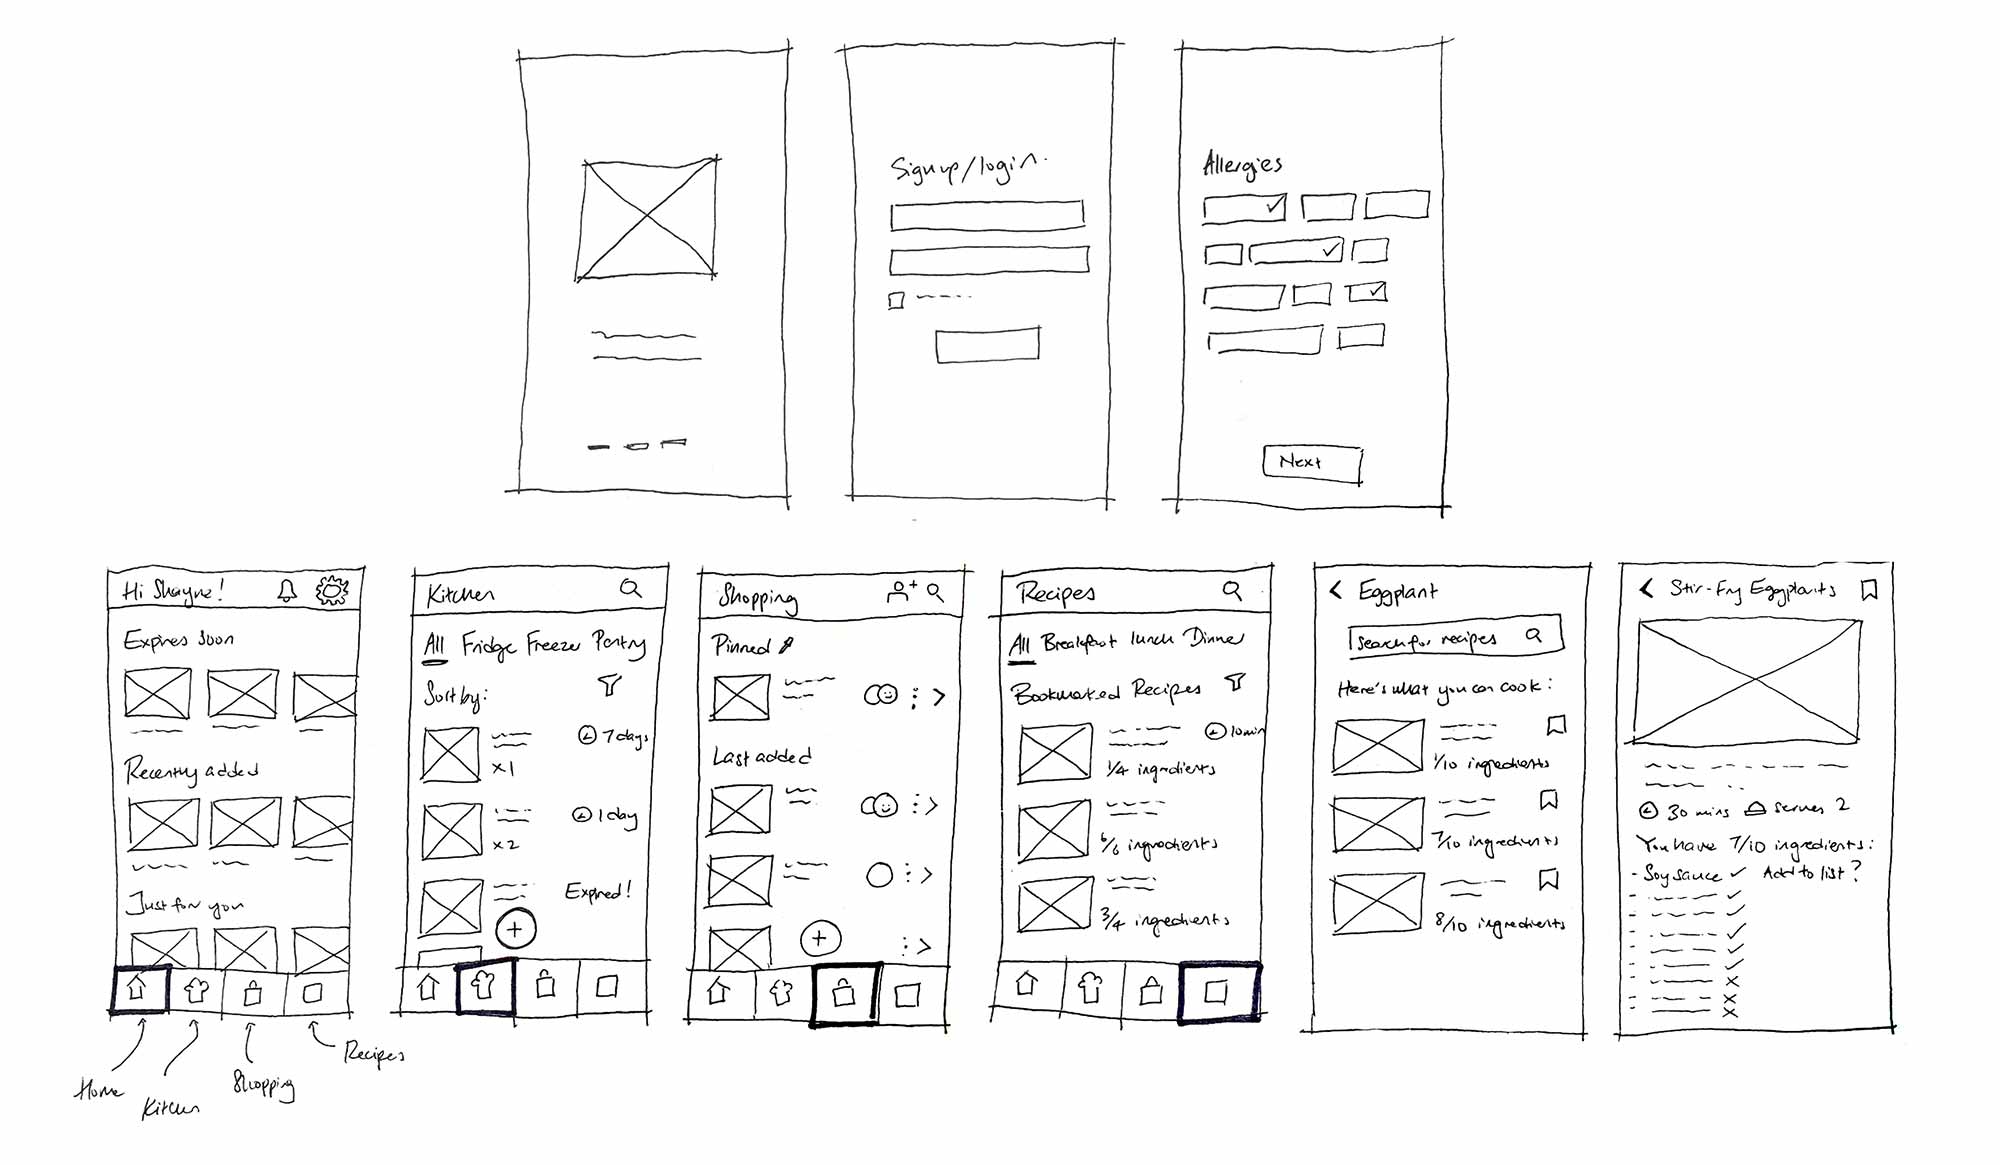 Signup/login.
Allergies
Next
Hi Shayne!
Expires soon
Recently added
Just for you
Home
Kitchen
Shopping
Recipes
Kitchen
All Fridge Freezer Pantry
Sort by:
7 days
x1
1 day
x2
Expired!
Shopping
Pinned
Last added
Recipes
All Breakfast lunch Dinner
Bookmarked Recipes
10min
1/4 ingredients
6/6 ingredients
3/4 ingredients
Eggplant
Search for recipes
Here's what you can cook:
1/10 ingredients
7/10 ingredients
8/10 ingredients
Stir-Fry Eggplants
30 mins serves 2
You have 7/10 ingredients:
- Soy sauce ✓ Add to list?